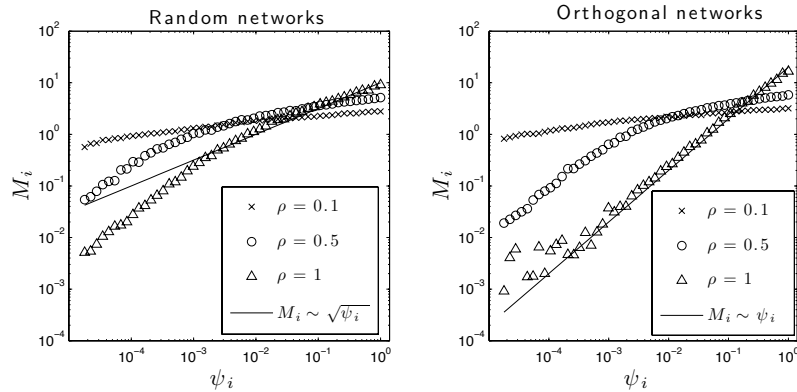 Random networks
10^2
10^1
10^0
10^-1
10^-2
10^-3
10^-4
M_i
× ρ = 0.1
○ ρ = 0.5
△ ρ = 1
— M_i ∼ √ψ_i
10^-4 10^-3 10^-2 10^-1 10^0
ψ_i
Orthogonal networks
10^2
10^1
10^0
10^-1
10^-2
10^-3
10^-4
M_i
× ρ = 0.1
○ ρ = 0.5
△ ρ = 1
— M_i ∼ ψ_i
10^-4 10^-3 10^-2 10^-1 10^0
ψ_i